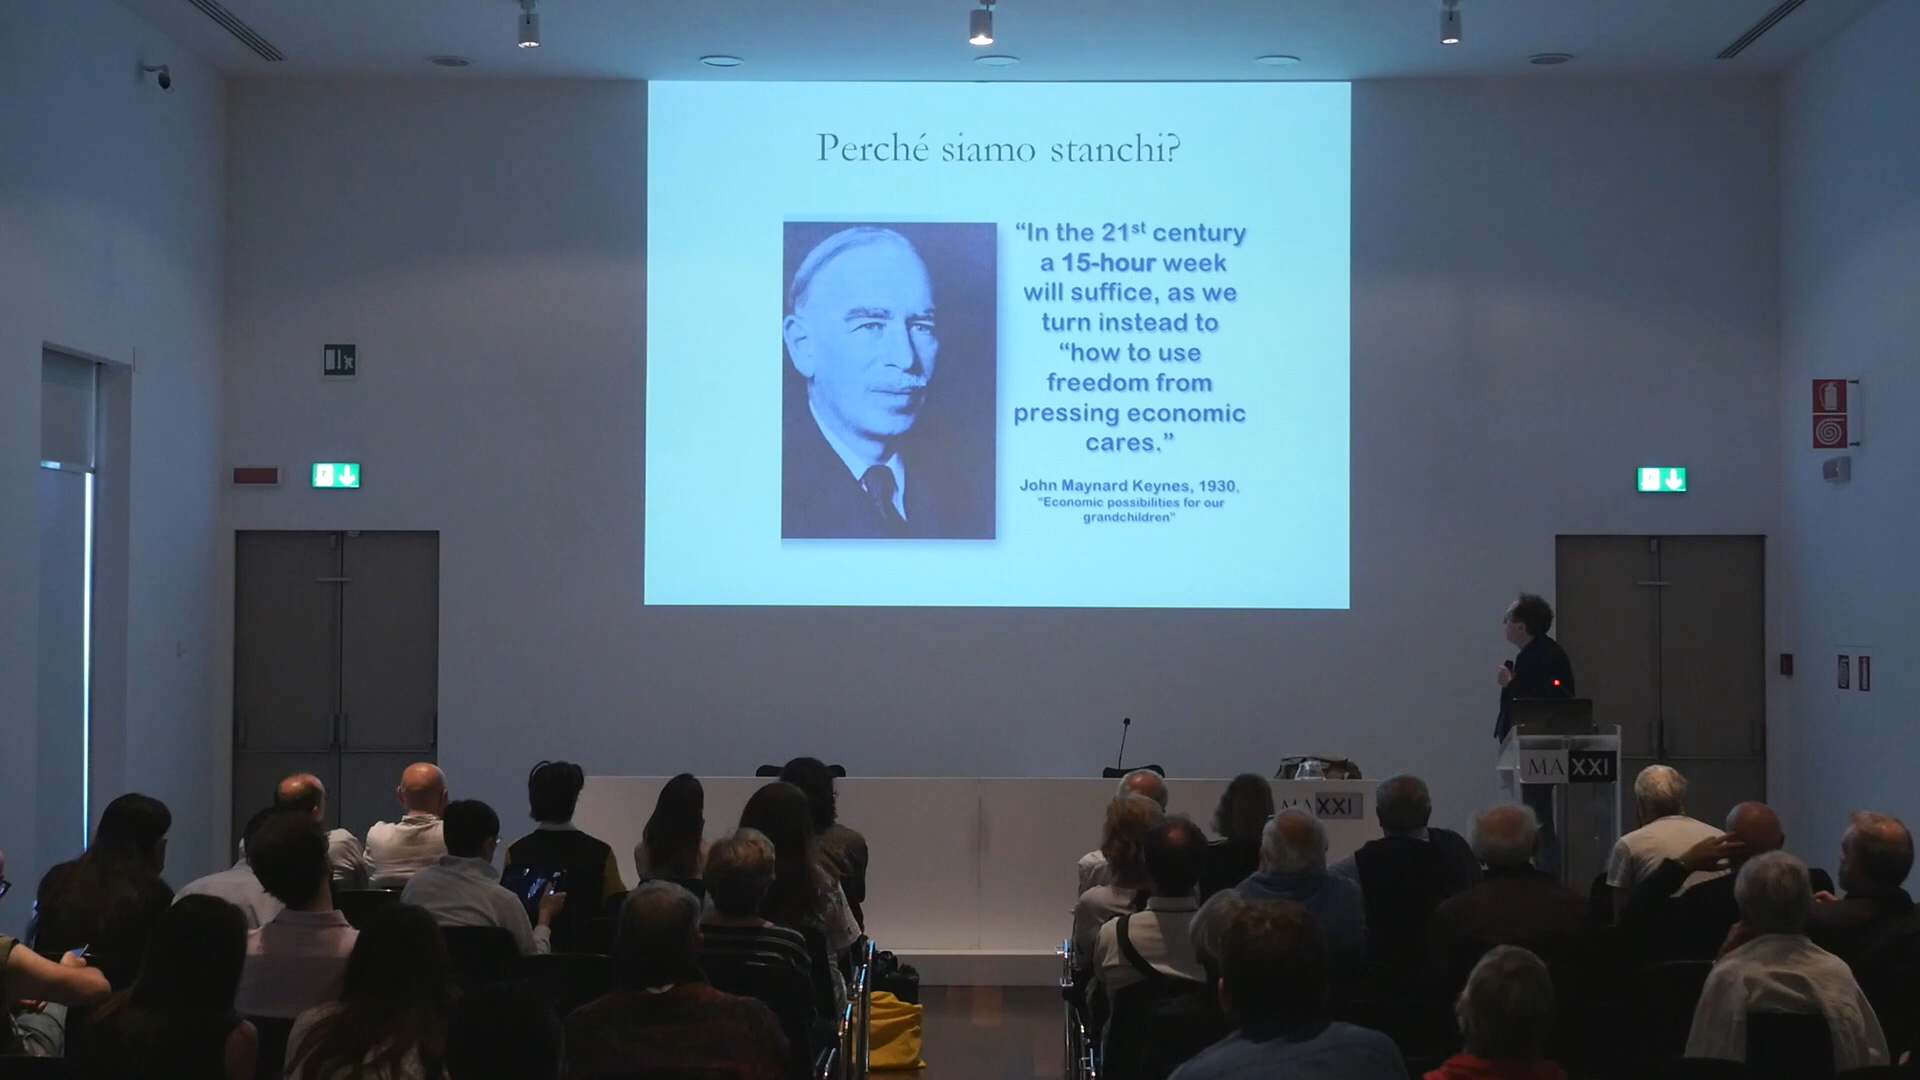 Perché siamo stanchi?
“In the 21st century
a 15-hour week
will suffice, as we
turn instead to
“how to use
freedom from
pressing economic
cares.”
John Maynard Keynes, 1930,
“Economic possibilities for our
grandchildren”
MAXXI
MAXXI